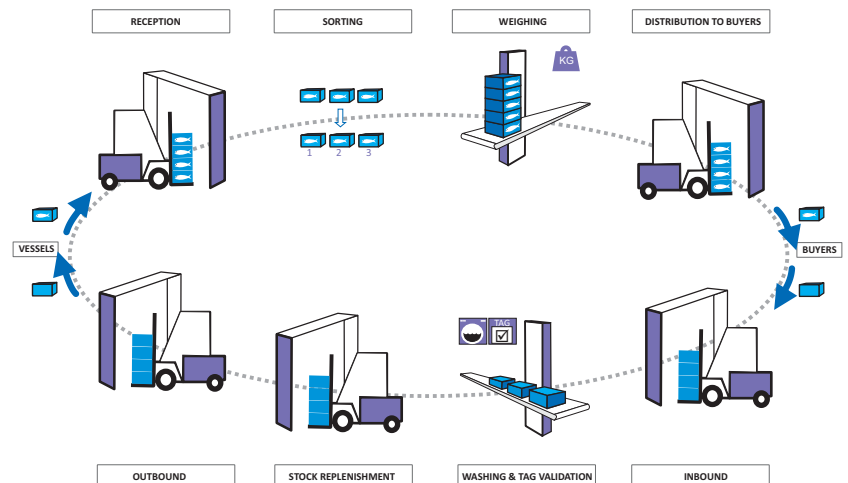 RECEPTION
SORTING
WEIGHING
DISTRIBUTION TO BUYERS
KG
1 2 3
VESSELS
BUYERS
TAG
OUTBOUND
STOCK REPLENISHMENT
WASHING & TAG VALIDATION
INBOUND